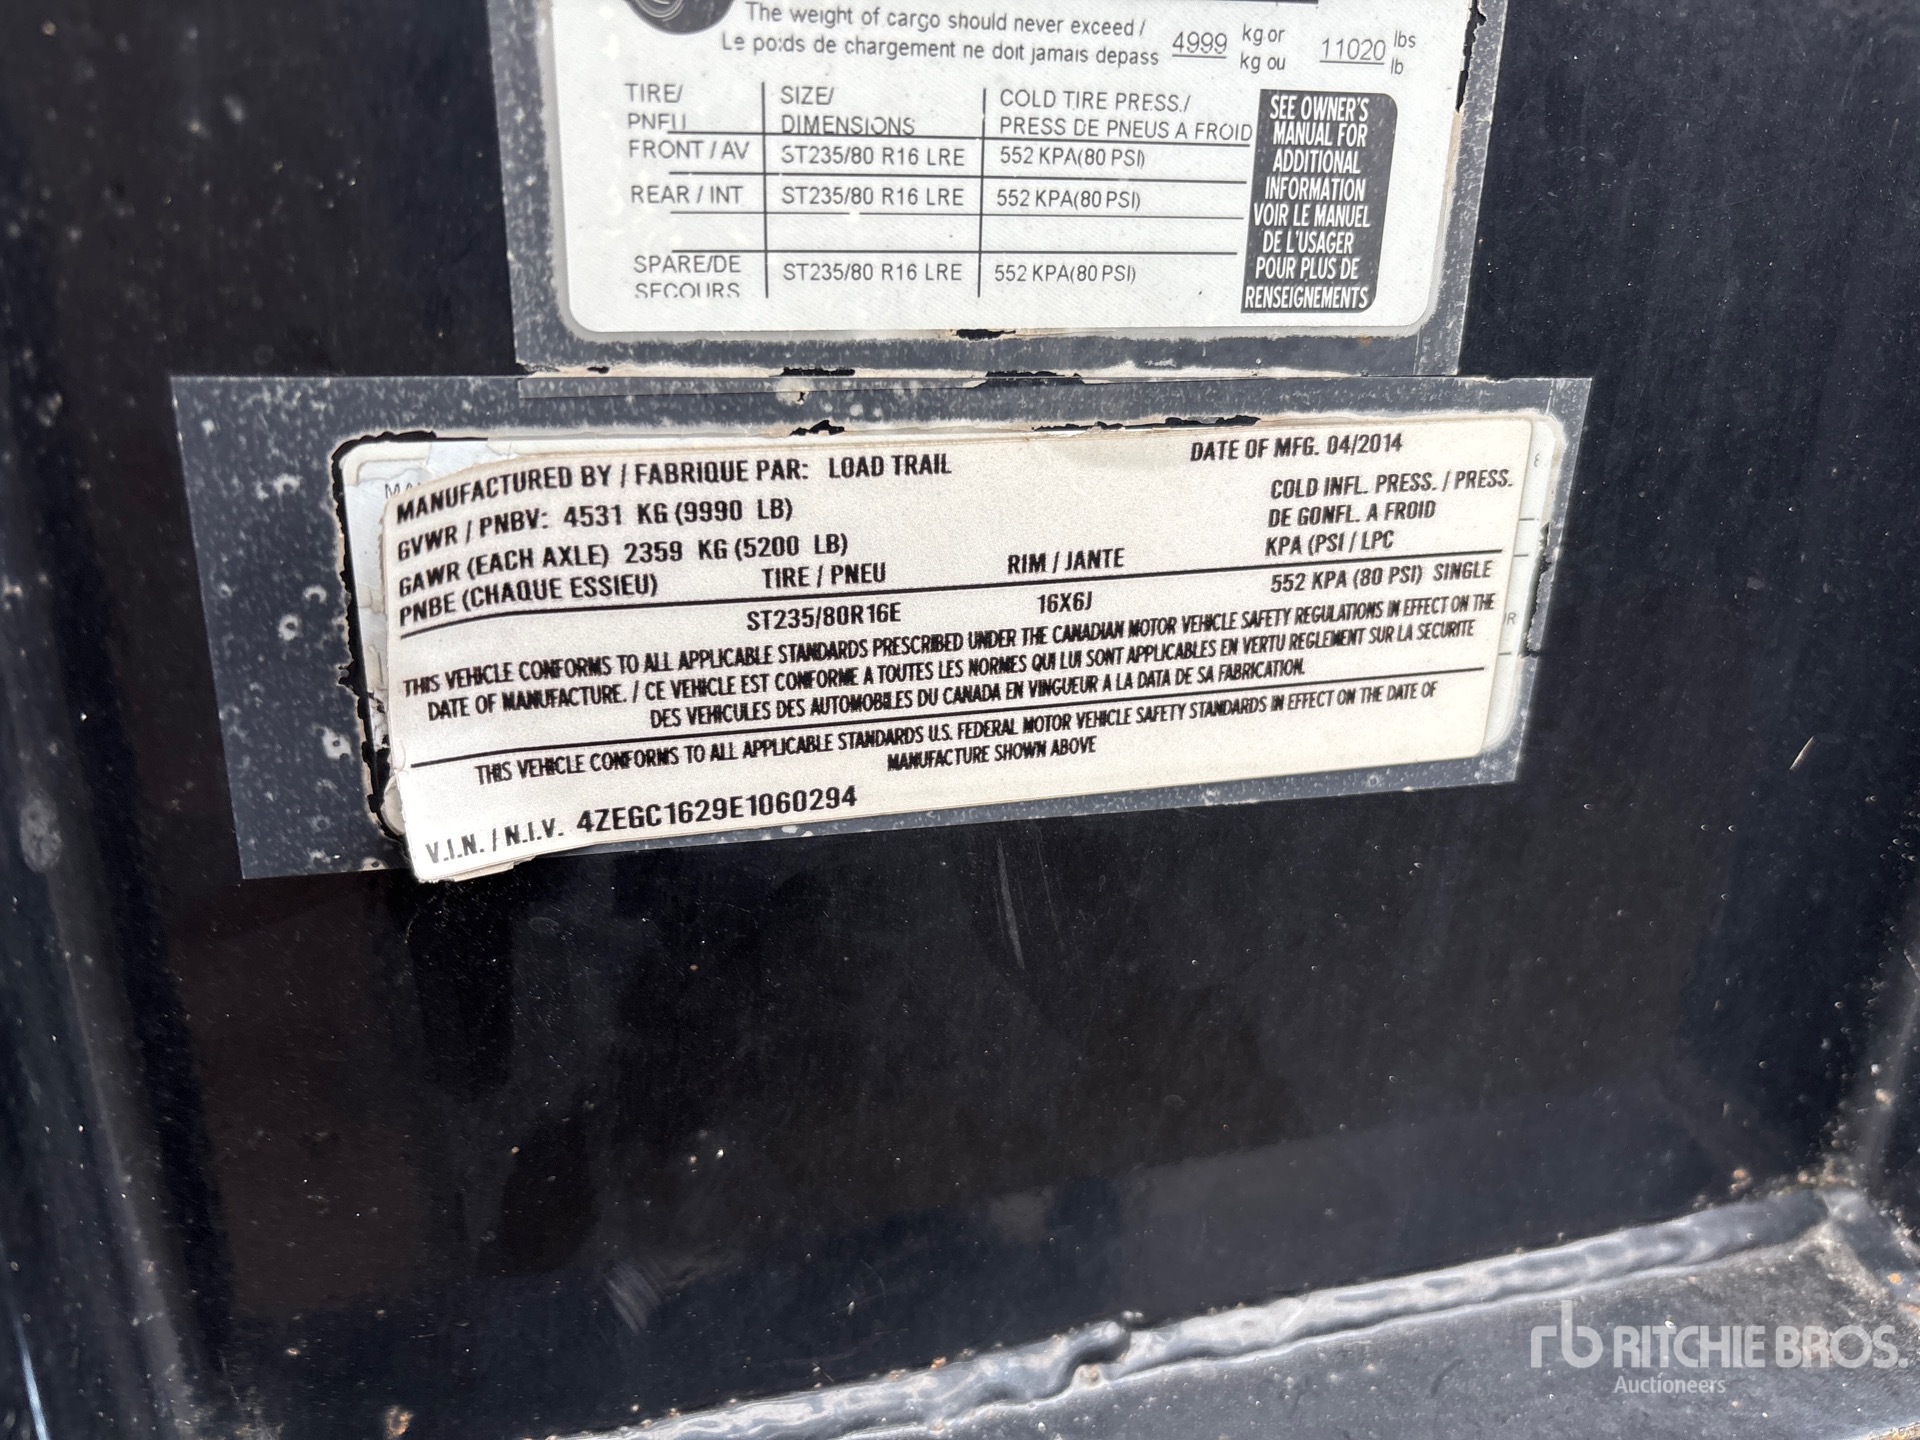 The weight of cargo should never exceed / 4999 kg or 11020 lbs
Le poids de chargement ne doit jamais depass kg ou lb
TIRE/ SIZE/ COLD TIRE PRESS./
PNEU DIMENSIONS PRESS DE PNEUS A FROID
FRONT / AV ST235/80 R16 LRE 552 KPA(80 PSI)
REAR / INT ST235/80 R16 LRE 552 KPA(80 PSI)
SPARE/DE ST235/80 R16 LRE 552 KPA(80 PSI)
SECOURS
SEE OWNER'S
MANUAL FOR
ADDITIONAL
INFORMATION
VOIR LE MANUEL
DE L'USAGER
POUR PLUS DE
RENSEIGNEMENTS
MANUFACTURED BY / FABRIQUE PAR: LOAD TRAIL DATE OF MFG. 04/2014
GVWR / PNBV: 4531 KG (9990 LB) COLD INFL. PRESS. / PRESS.
GAWR (EACH AXLE) 2359 KG (5200 LB) DE GONFL. A FROID
PNBE (CHAQUE ESSIEU) TIRE / PNEU RIM / JANTE KPA (PSI / LPC
ST235/80R16E 16X6J 552 KPA (80 PSI) SINGLE
THIS VEHICLE CONFORMS TO ALL APPLICABLE STANDARDS PRESCRIBED UNDER THE CANADIAN MOTOR VEHICLE SAFETY REGULATIONS IN EFFECT ON THE
DATE OF MANUFACTURE. / CE VEHICLE EST CONFORME A TOUTES LES NORMES QUI LUI SONT APPLICABLES EN VERTU REGLEMENT SUR LA SECURITE
DES VEHICULES DES AUTOMOBILES DU CANADA EN VINGUEUR A LA DATA DE SA FABRICATION.
THIS VEHICLE CONFORMS TO ALL APPLICABLE STANDARDS U.S. FEDERAL MOTOR VEHICLE SAFETY STANDARDS IN EFFECT ON THE DATE OF
MANUFACTURE SHOWN ABOVE
V.I.N. / N.I.V. 4ZEGC1629E1060294
rb RITCHIE BROS.
Auctioneers